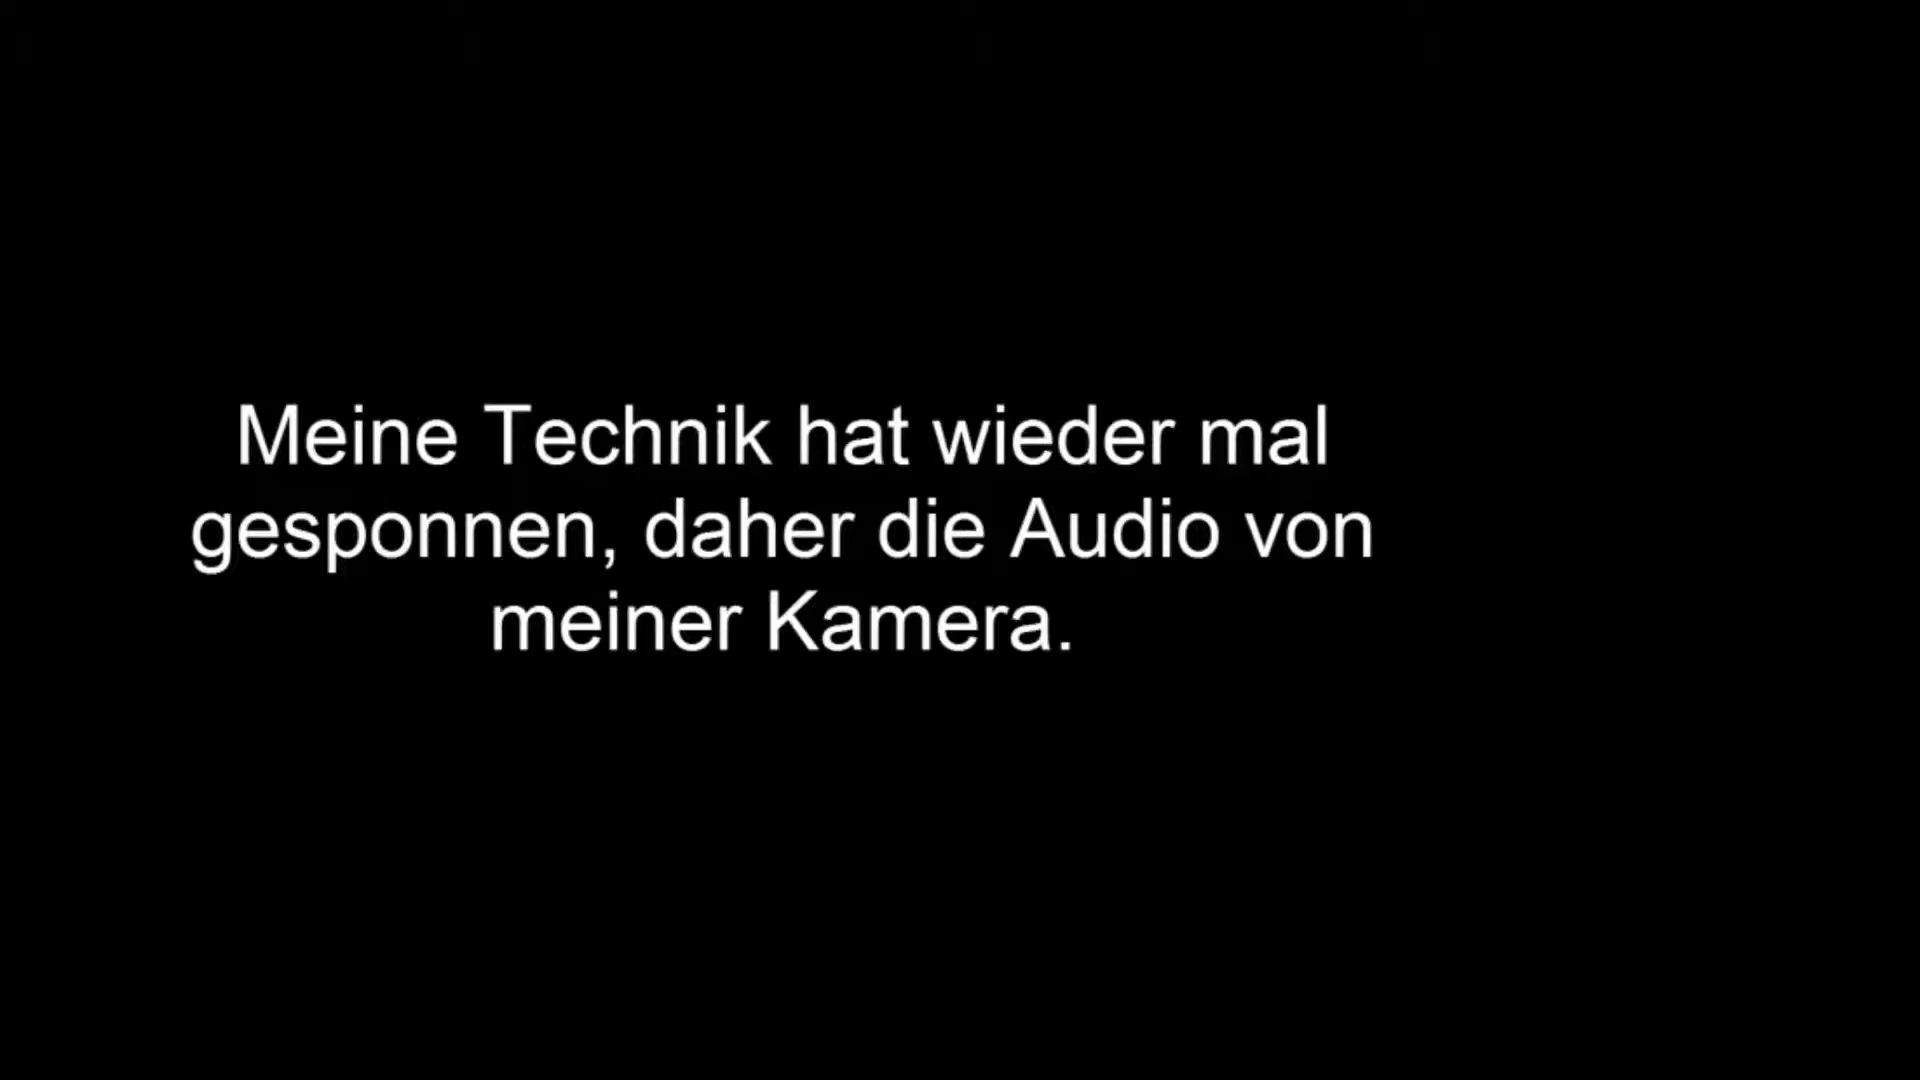 Meine Technik hat wieder mal
gesponnen, daher die Audio von
meiner Kamera.